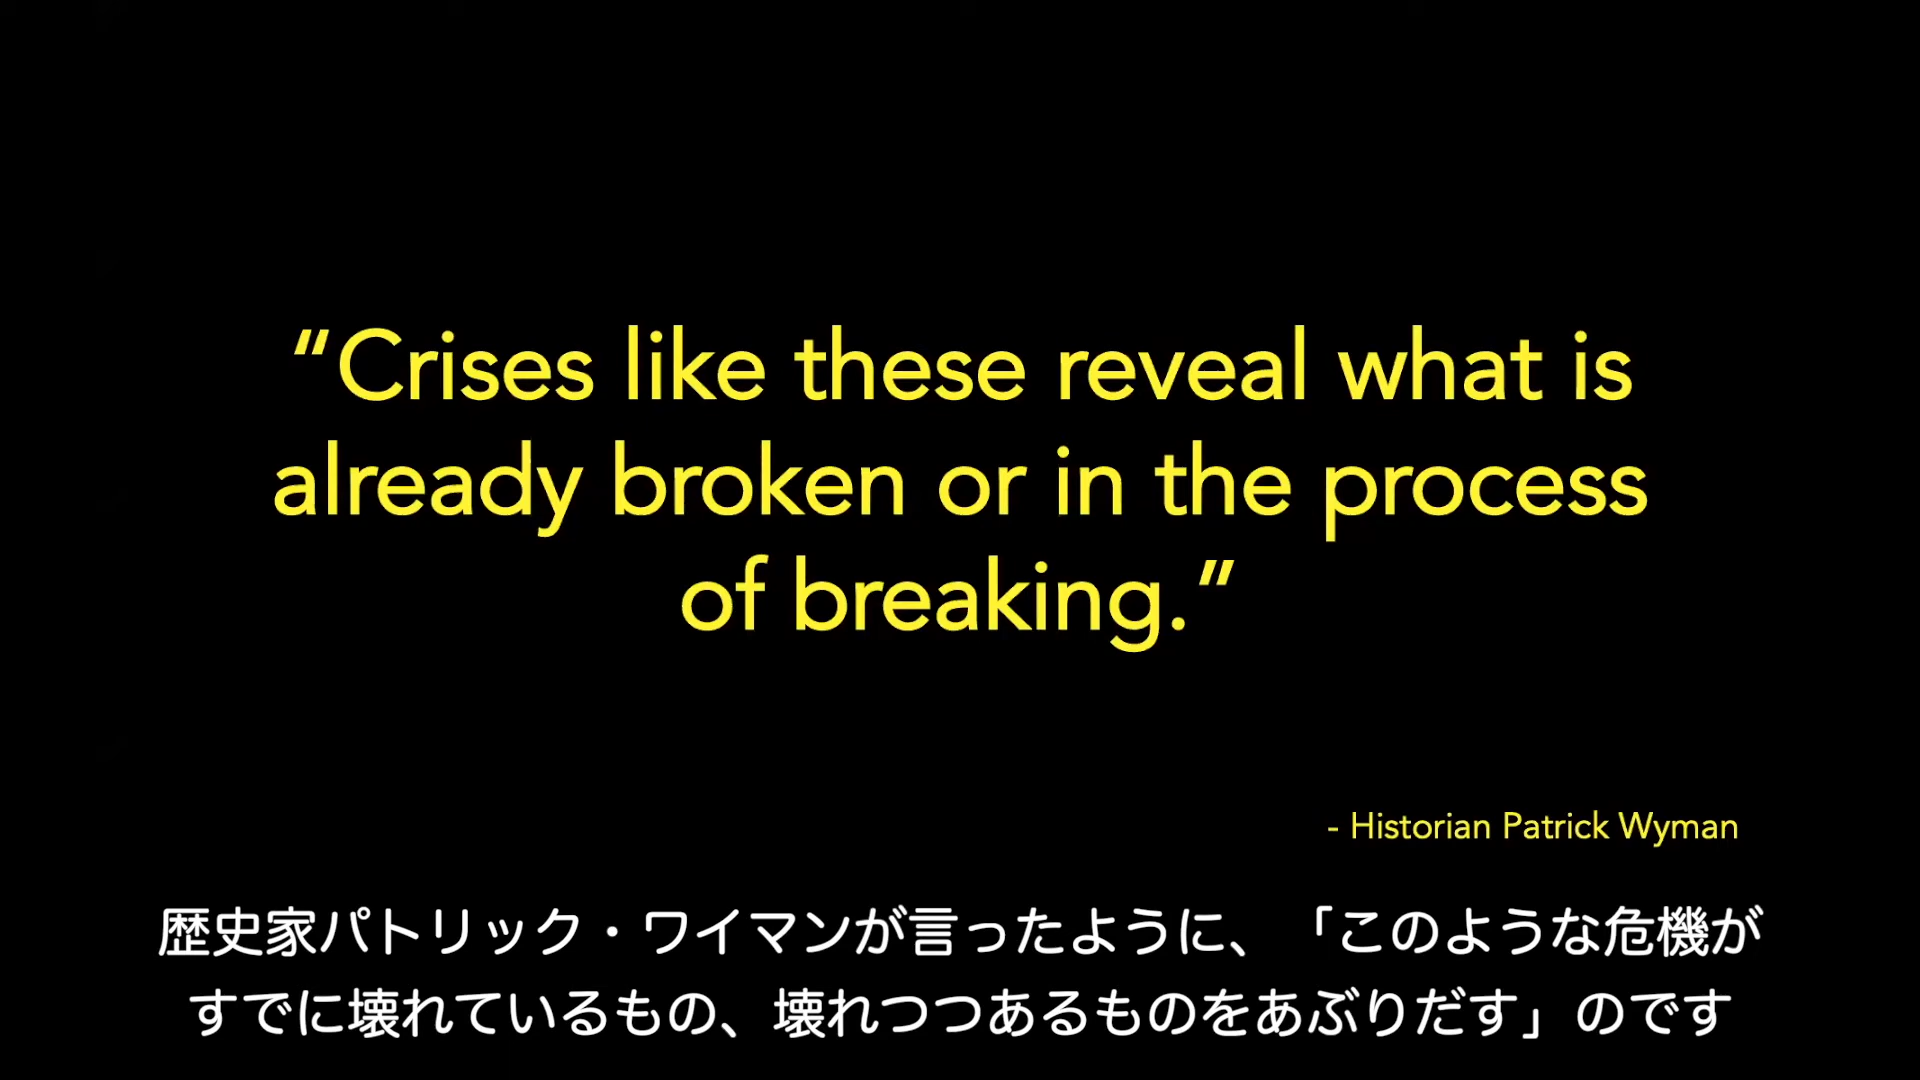 “Crises like these reveal what is
already broken or in the process
of breaking.”
- Historian Patrick Wyman
歴史家パトリック・ワイマンが言ったように、「このような危機が
すでに壊れているもの、壊れつつあるものをあぶりだす」のです